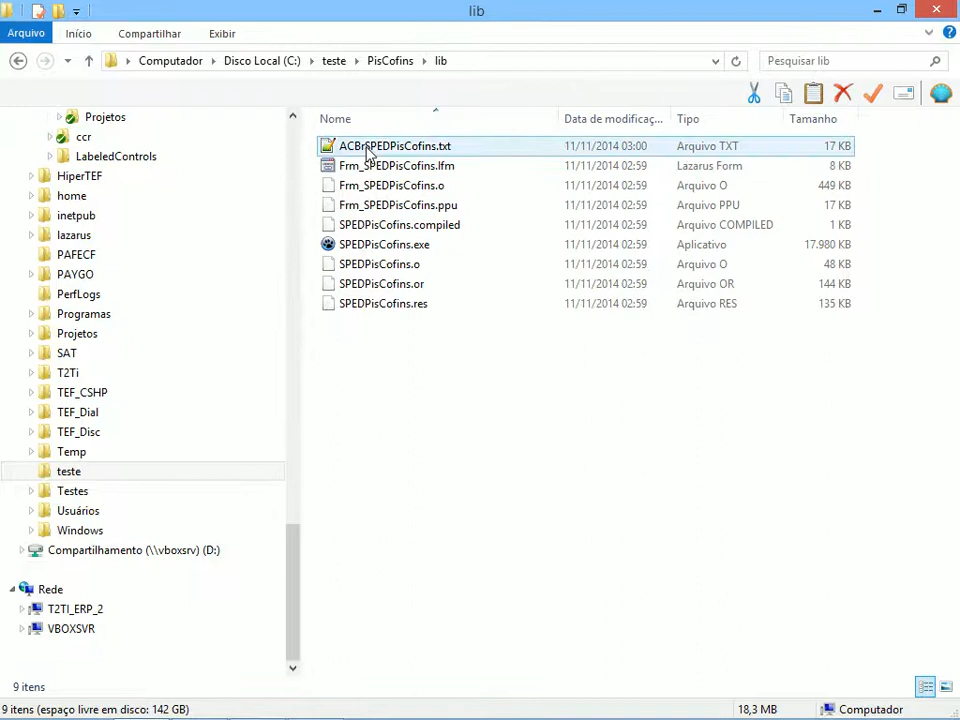 lib
Arquivo Início Compartilhar Exibir
Computador Disco Local (C:) teste PisCofins lib Pesquisar lib
Projetos
ccr
LabeledControls
HiperTEF
home
inetpub
lazarus
PAFECF
PAYGO
PerfLogs
Programas
Projetos
SAT
T2Ti
TEF_CSHP
TEF_Dial
TEF_Disc
Temp
teste
Testes
Usuários
Windows
Compartilhamento (\\vboxsrv) (D:)
Rede
T2TI_ERP_2
VBOXSVR
Nome Data de modificaç... Tipo Tamanho
ACBrSPEDPisCofins.txt 11/11/2014 03:00 Arquivo TXT 17 KB
Frm_SPEDPisCofins.lfm 11/11/2014 02:59 Lazarus Form 8 KB
Frm_SPEDPisCofins.o 11/11/2014 02:59 Arquivo O 449 KB
Frm_SPEDPisCofins.ppu 11/11/2014 02:59 Arquivo PPU 17 KB
SPEDPisCofins.compiled 11/11/2014 02:59 Arquivo COMPILED 1 KB
SPEDPisCofins.exe 11/11/2014 02:59 Aplicativo 17.980 KB
SPEDPisCofins.o 11/11/2014 02:59 Arquivo O 48 KB
SPEDPisCofins.or 11/11/2014 02:59 Arquivo OR 144 KB
SPEDPisCofins.res 11/11/2014 02:59 Arquivo RES 135 KB
9 itens
9 itens (espaço livre em disco: 142 GB) 18,3 MB Computador